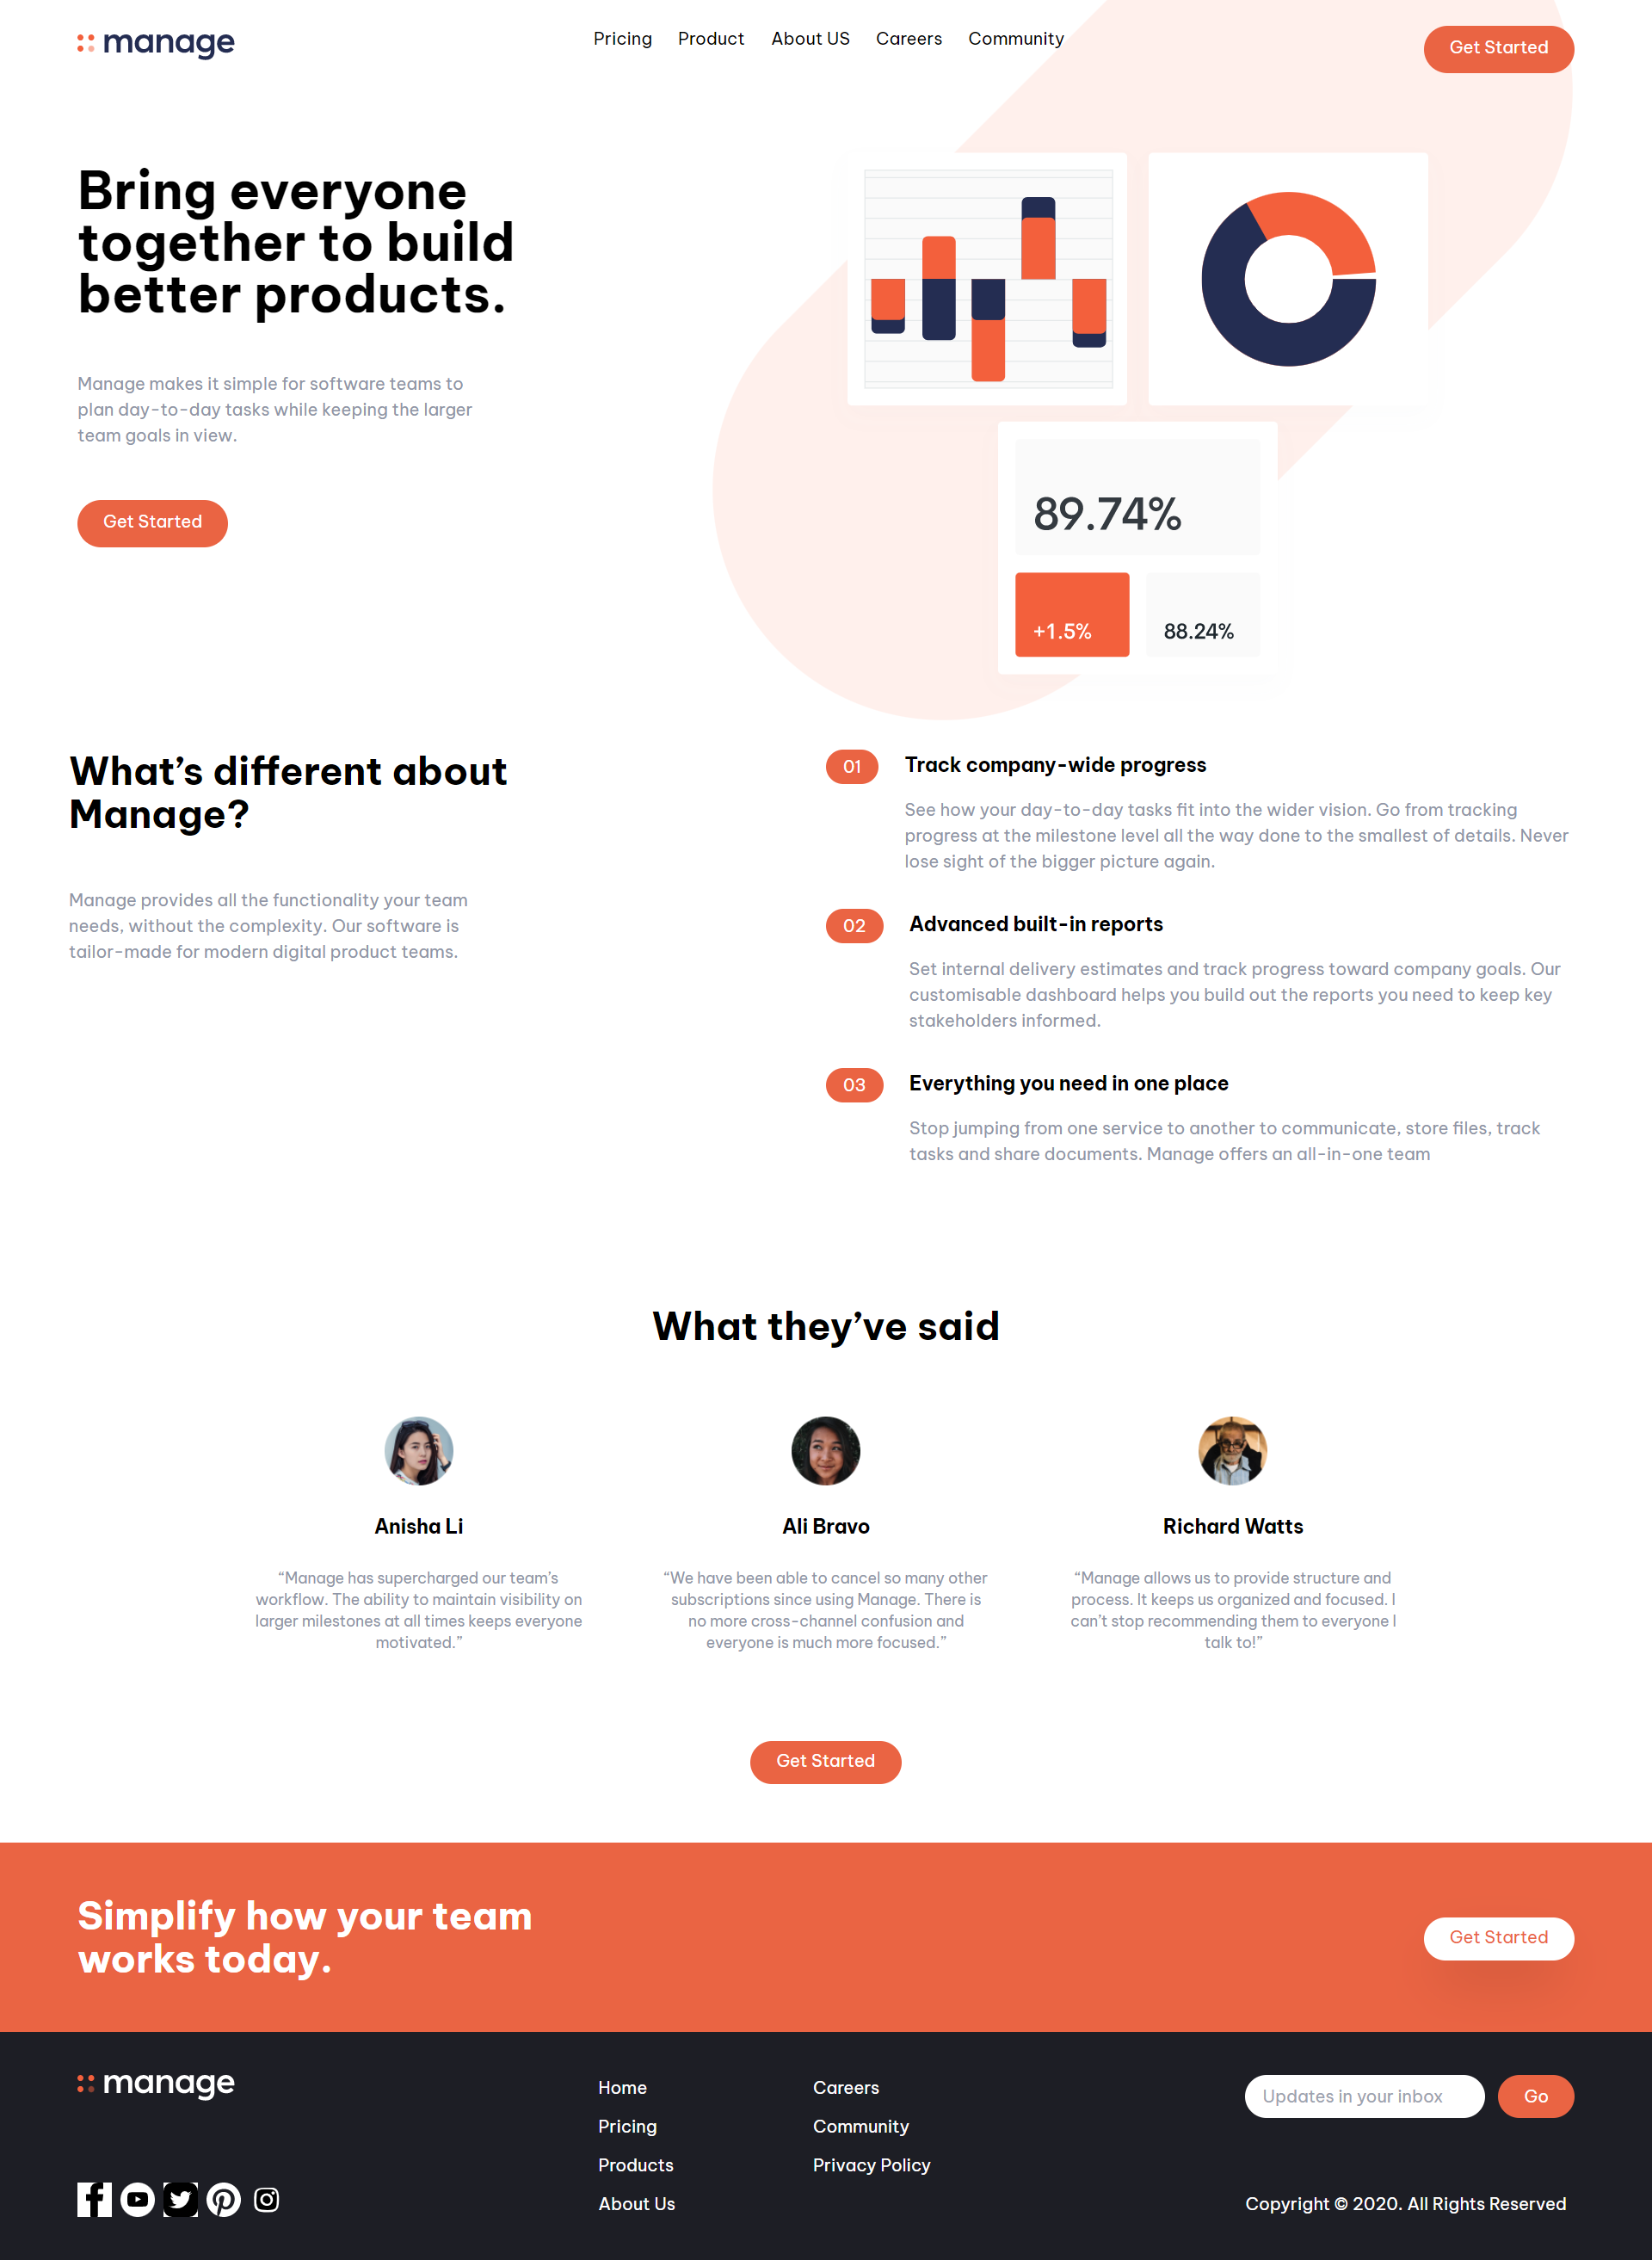 manage
Pricing Product About US Careers Community
Get Started
Bring everyone
together to build
better products.
Manage makes it simple for software teams to
plan day-to-day tasks while keeping the larger
team goals in view.
Get Started
89.74%
+1.5%
88.24%
What’s different about
Manage?
Manage provides all the functionality your team
needs, without the complexity. Our software is
tailor-made for modern digital product teams.
01
Track company-wide progress
See how your day-to-day tasks fit into the wider vision. Go from tracking
progress at the milestone level all the way done to the smallest of details. Never
lose sight of the bigger picture again.
02
Advanced built-in reports
Set internal delivery estimates and track progress toward company goals. Our
customisable dashboard helps you build out the reports you need to keep key
stakeholders informed.
03
Everything you need in one place
Stop jumping from one service to another to communicate, store files, track
tasks and share documents. Manage offers an all-in-one team
What they’ve said
Anisha Li
“Manage has supercharged our team’s
workflow. The ability to maintain visibility on
larger milestones at all times keeps everyone
motivated.”
Ali Bravo
“We have been able to cancel so many other
subscriptions since using Manage. There is
no more cross-channel confusion and
everyone is much more focused.”
Richard Watts
“Manage allows us to provide structure and
process. It keeps us organized and focused. I
can’t stop recommending them to everyone I
talk to!”
Get Started
Simplify how your team
works today.
Get Started
manage
Home
Pricing
Products
About Us
Careers
Community
Privacy Policy
Updates in your inbox
Go
Copyright © 2020. All Rights Reserved